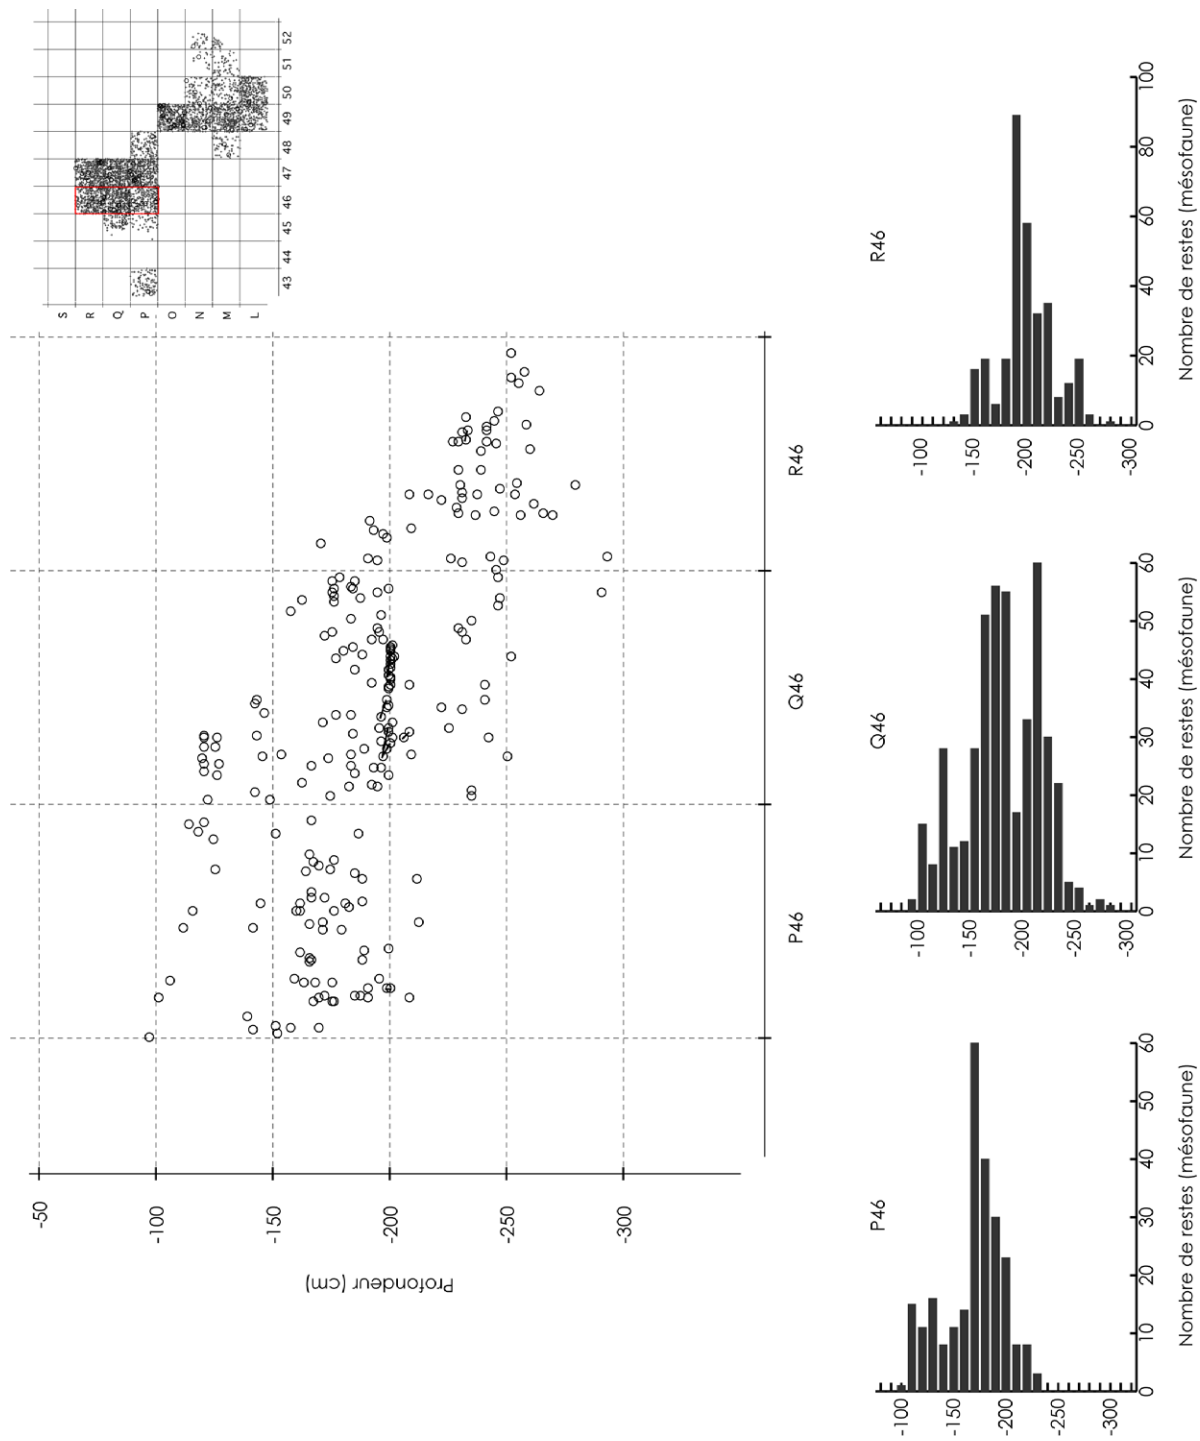 S
R
Q
P
O
N
M
L
43
44
45
46
47
48
49
50
51
52
-50
-100
-150
-200
-250
-300
Profondeur (cm)
P46
Q46
R46
P46
-100
-150
-200
-250
-300
0
10
20
30
40
50
60
Nombre de restes (mésofaune)
Q46
-100
-150
-200
-250
-300
0
10
20
30
40
50
60
Nombre de restes (mésofaune)
R46
-100
-150
-200
-250
-300
0
20
40
60
80
100
Nombre de restes (mésofaune)